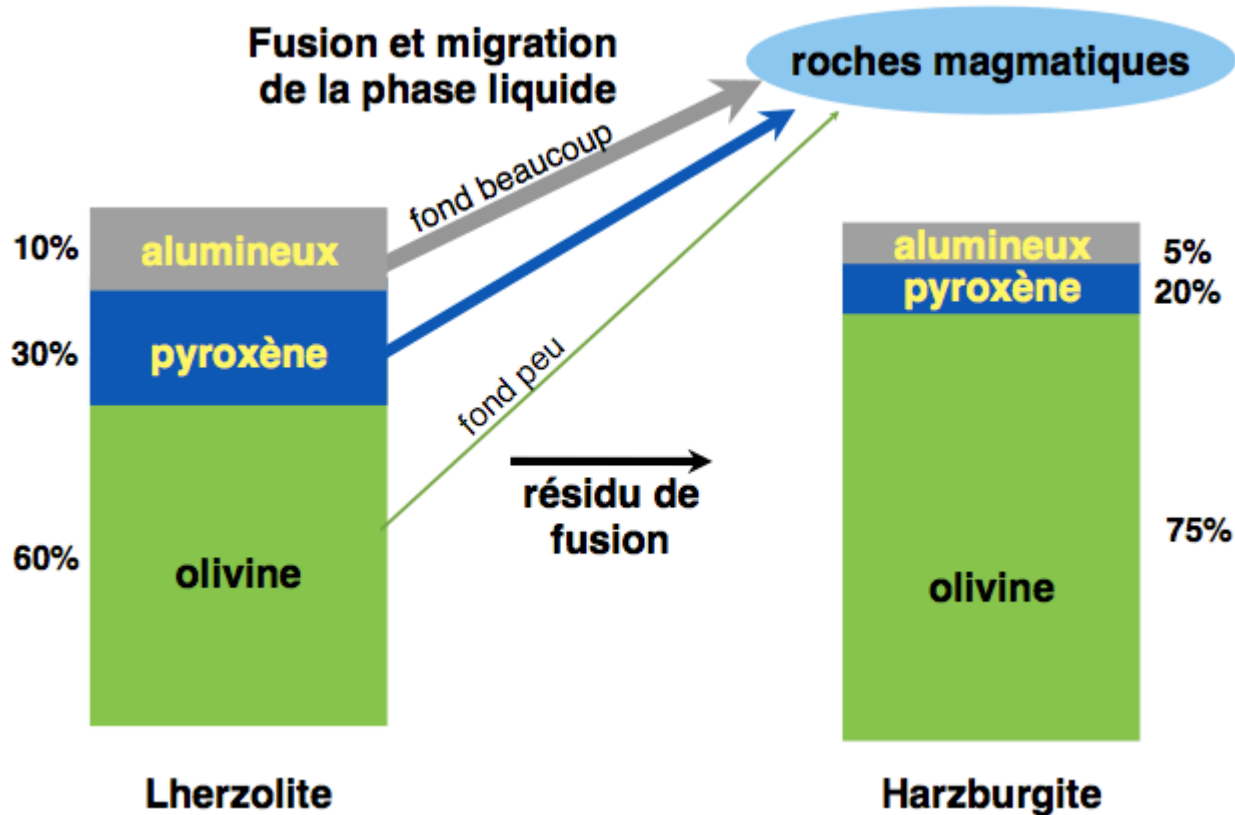 Fusion et migration
de la phase liquide
roches magmatiques
fond beaucoup
10%
alumineux
30%
pyroxène
fond peu
60%
olivine
résidu de
fusion
alumineux
5%
pyroxène
20%
75%
olivine
Lherzolite
Harzburgite